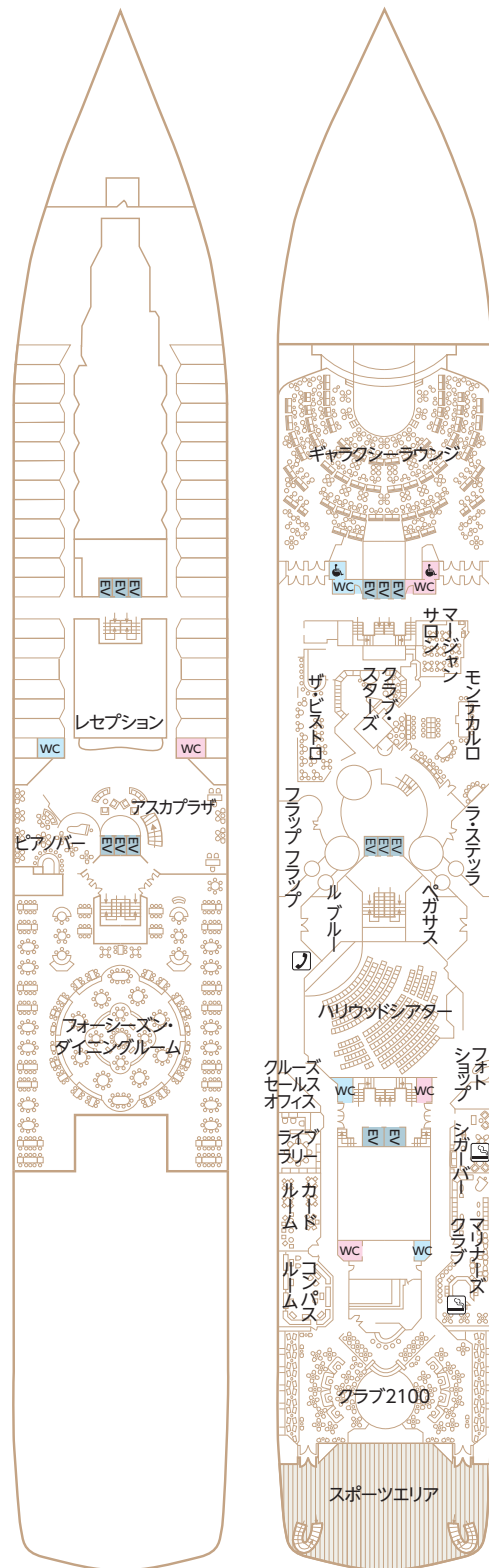 EV
EV
EV
レセプション
WC
WC
アスカプラザ
ピアノバー
EV
EV
EV
フォーシーズン・
ダイニングルーム
ギャラクシーラウンジ
WC
EV
EV
EV
WC
マージャン
サロン
クラブ・
スターズ
ザ・ビストロ
モンテカルロ
フラップ フラップ
EV
EV
EV
ラ・ステッラ
ル ブルー
ペガサス
ハリウッドシアター
クルーズ
セールス
オフィス
WC
WC
フォト
ショップ
EV
EV
ライブ
ラリー
シガーバー
カード
ルーム
WC
WC
マリナーズ
クラブ
コンパス
ルーム
クラブ2100
スポーツエリア